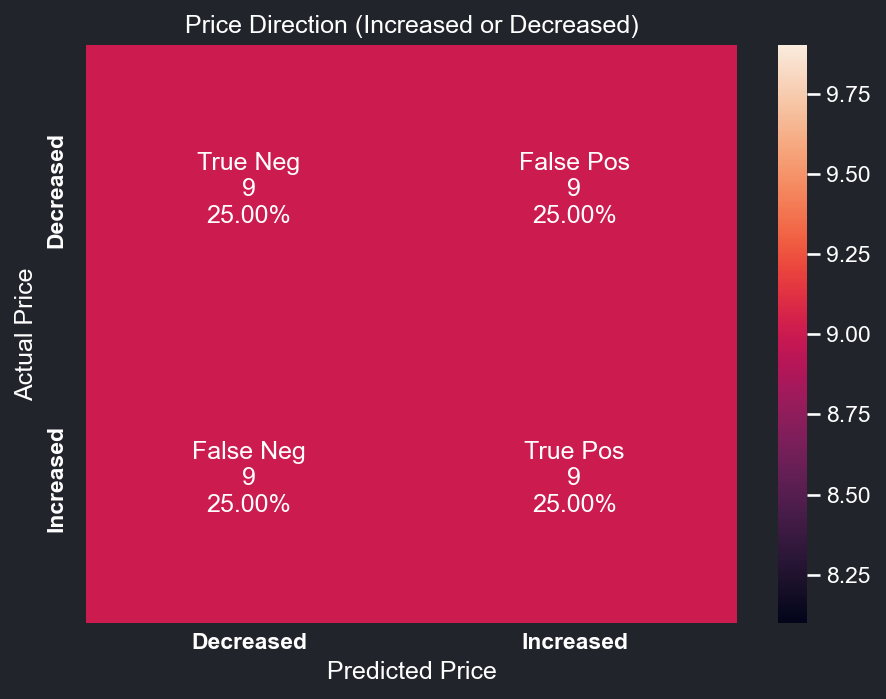 Price Direction (Increased or Decreased)
Actual Price
Decreased
Increased
True Neg
9
25.00%
False Pos
9
25.00%
False Neg
9
25.00%
True Pos
9
25.00%
Decreased
Increased
Predicted Price
9.75
9.50
9.25
9.00
8.75
8.50
8.25